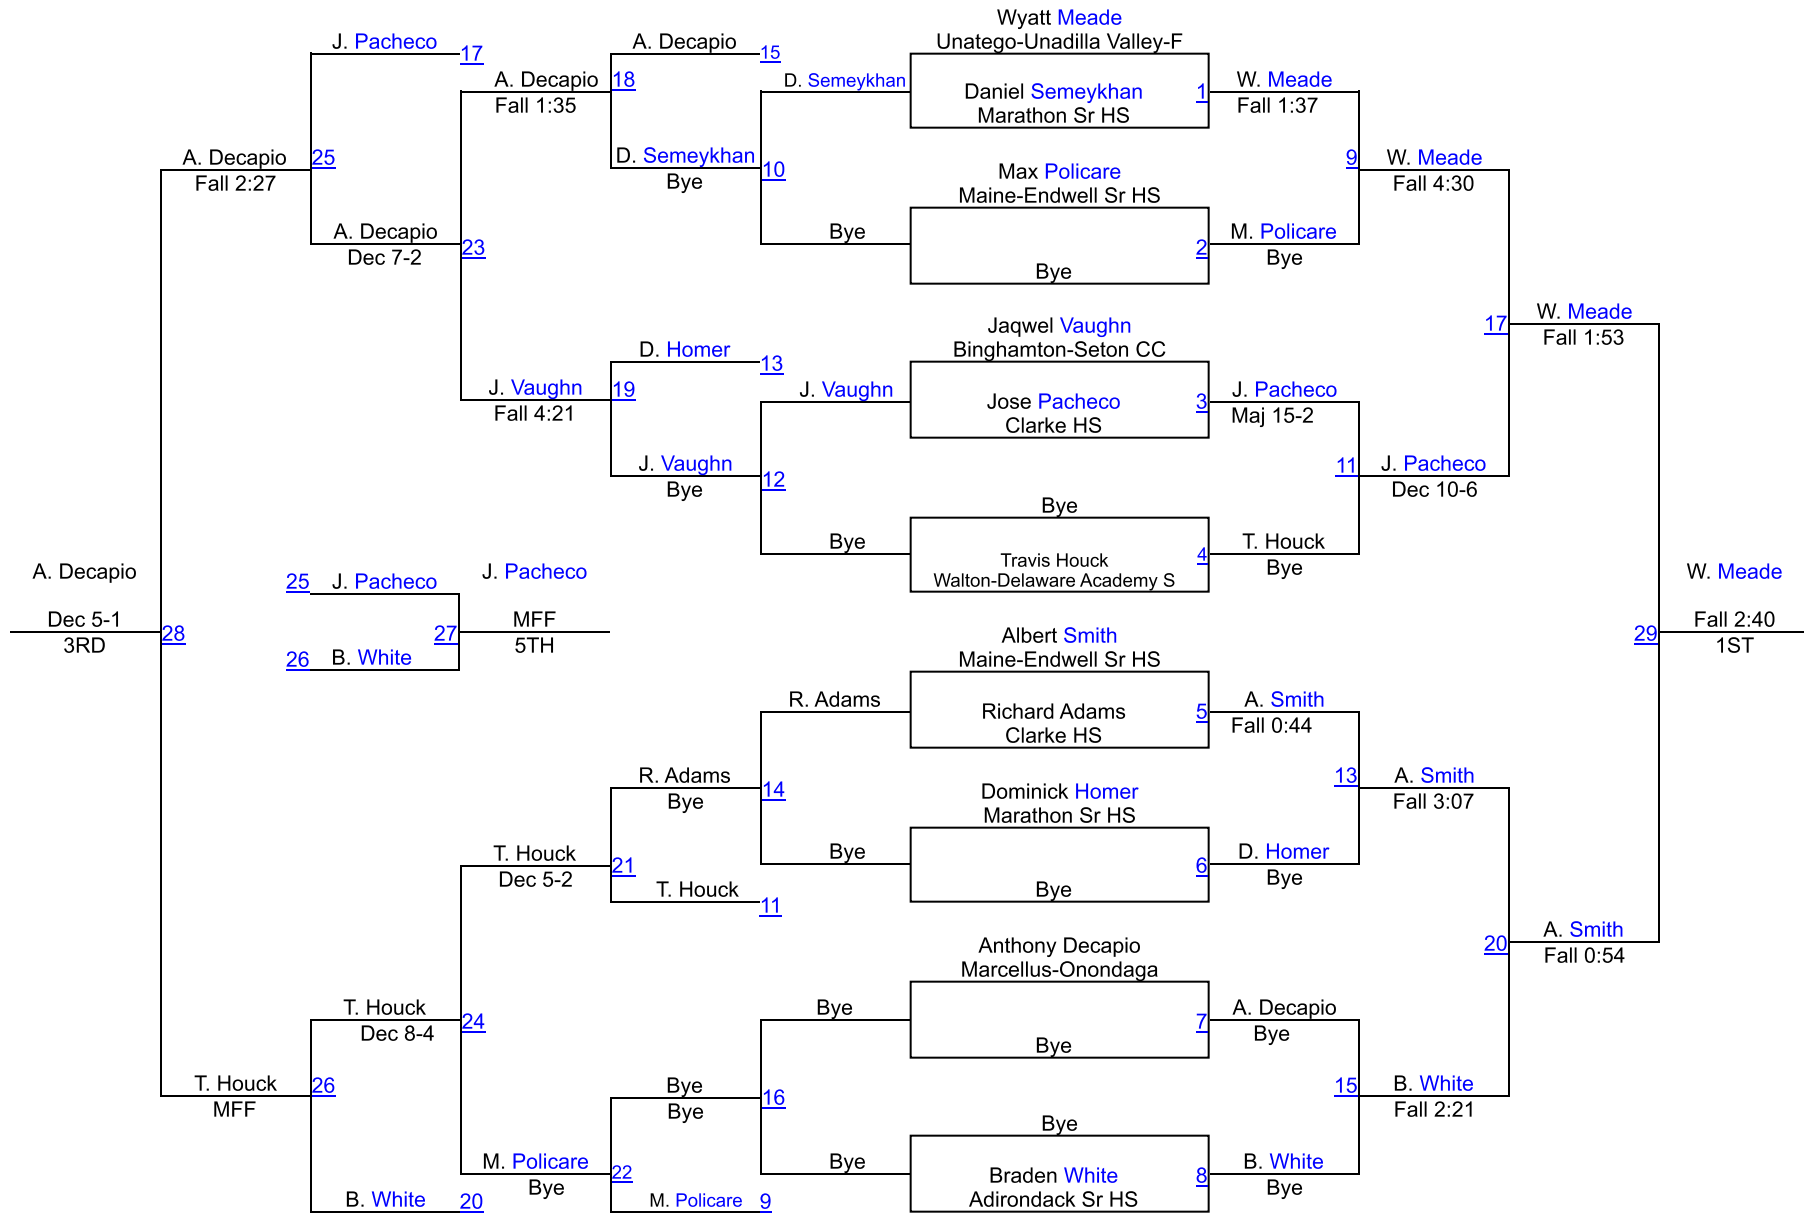 Wyatt Meade
J. Pacheco
17
A. Decapio
15
Unatego-Unadilla Valley-F
A. Decapio
18
D. Semeykhan
Daniel Semeykhan
1
W. Meade
Fall 1:35
Marathon Sr HS
Fall 1:37
A. Decapio
25
D. Semeykhan
10
Max Policare
9
W. Meade
Fall 2:27
Bye
Maine-Endwell Sr HS
Fall 4:30
A. Decapio
23
Bye
2
M. Policare
Dec 7-2
Bye
Bye
Jaqwel Vaughn
17
W. Meade
D. Homer
13
Binghamton-Seton CC
Fall 1:53
J. Vaughn
19
J. Vaughn
Jose Pacheco
3
J. Pacheco
Fall 4:21
Clarke HS
Maj 15-2
J. Vaughn
12
11
J. Pacheco
Bye
Bye
Dec 10-6
Bye
Travis Houck
4
T. Houck
Walton-Delaware Academy S
Bye
A. Decapio
25
J. Pacheco
J. Pacheco
W. Meade
Dec 5-1
28
27
MFF
29
Fall 2:40
3RD
26
B. White
5TH
1ST
Albert Smith
Maine-Endwell Sr HS
R. Adams
Richard Adams
5
A. Smith
Clarke HS
Fall 0:44
R. Adams
14
Dominick Homer
13
A. Smith
Bye
Marathon Sr HS
Fall 3:07
T. Houck
21
Bye
6
D. Homer
Dec 5-2
T. Houck
11
Bye
Bye
Anthony Decapio
20
A. Smith
Marcellus-Onondaga
Fall 0:54
T. Houck
24
Bye
7
A. Decapio
Dec 8-4
Bye
Bye
T. Houck
26
Bye
16
15
B. White
MFF
Bye
Bye
Fall 2:21
M. Policare
22
Bye
Braden White
8
B. White
Bye
Adirondack Sr HS
Bye
B. White
20
M. Policare
9